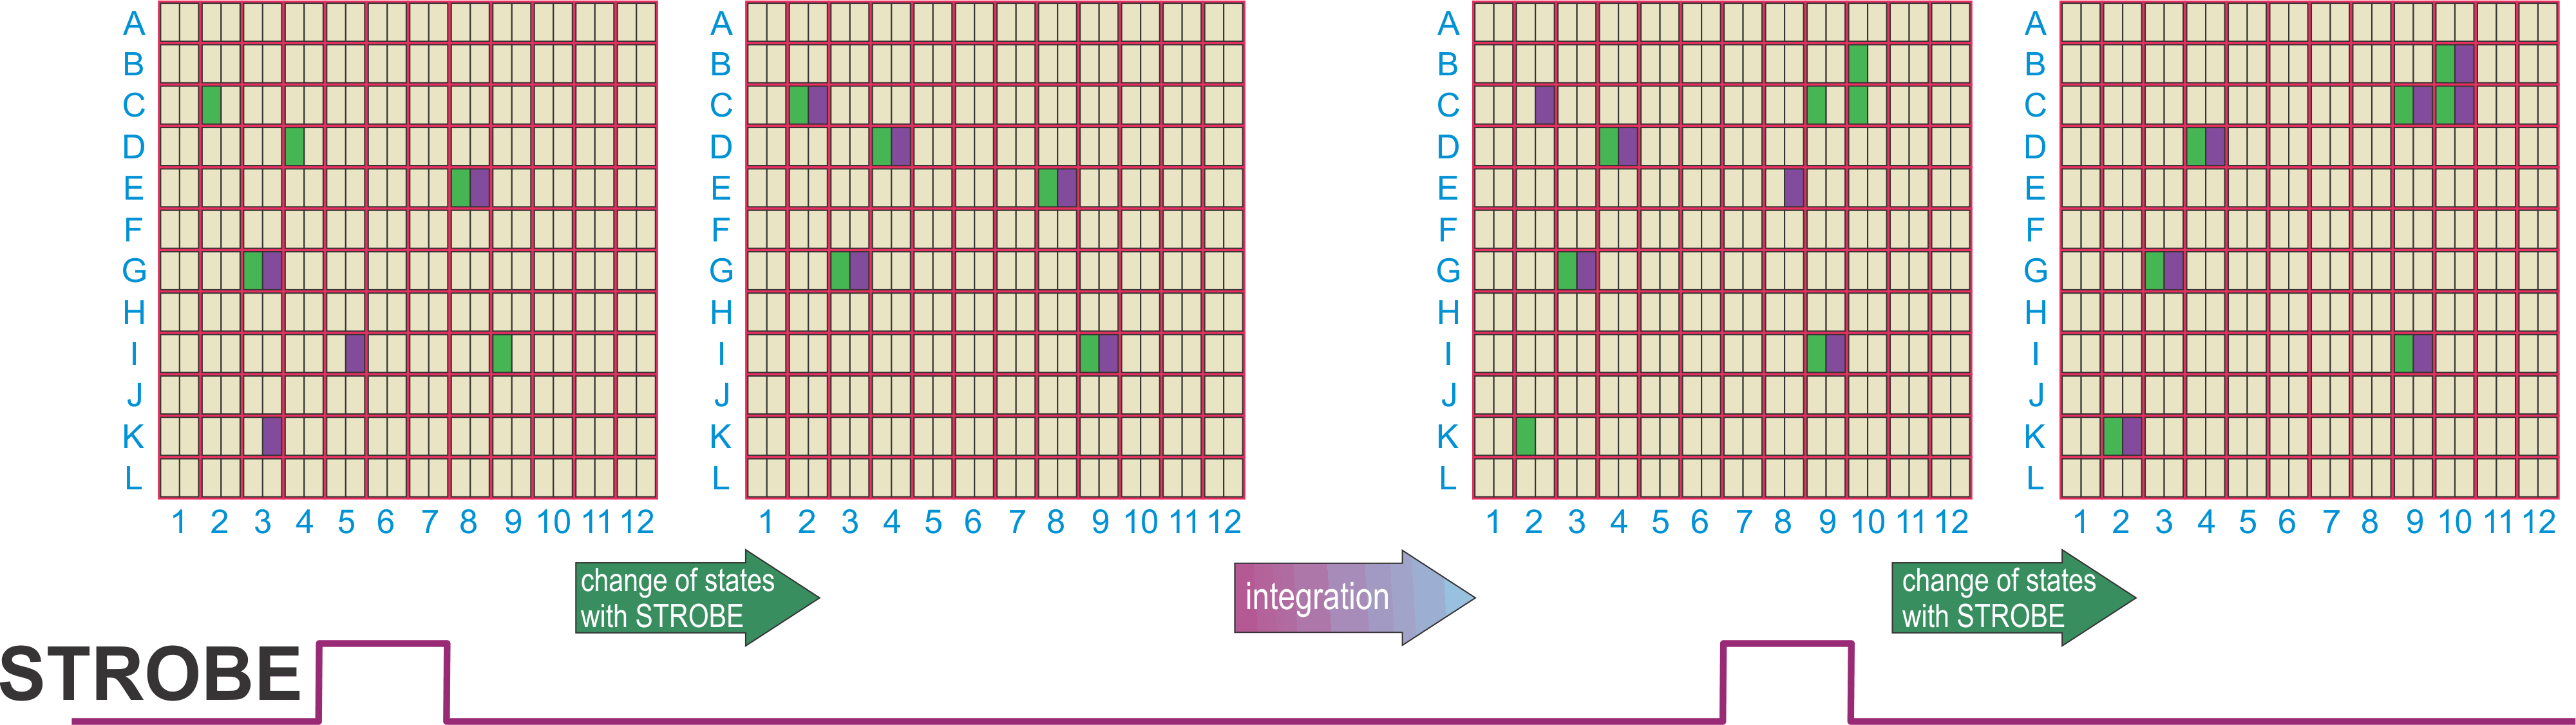 A A A A
B B B B
C C C C
D D D D
E E E E
F F F F
G G G G
H H H H
I I I I
J J J J
K K K K
L L L L
1 2 3 4 5 6 7 8 9 10 11 12 1 2 3 4 5 6 7 8 9 10 11 12 1 2 3 4 5 6 7 8 9 10 11 12 1 2 3 4 5 6 7 8 9 10 11 12
change of states
with STROBE
integration
change of states
with STROBE
STROBE